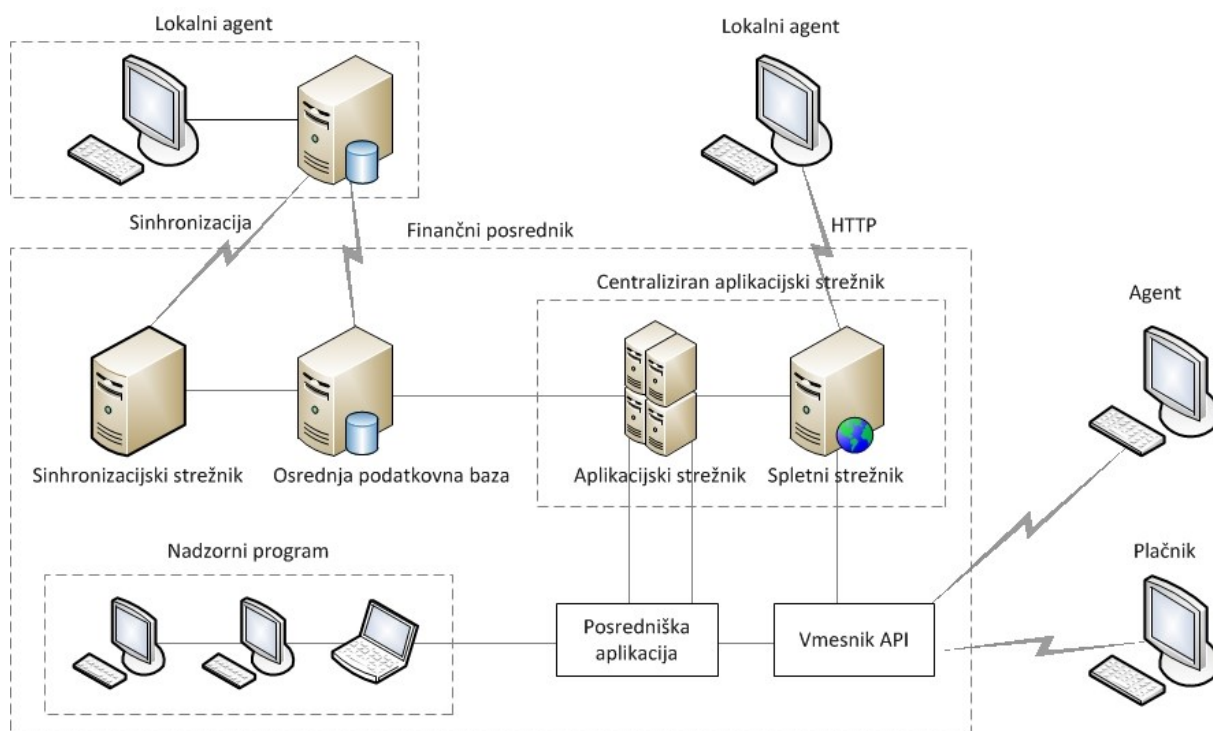 Lokalni agent
Lokalni agent
Sinhronizacija
Finančni posrednik
HTTP
Centraliziran aplikacijski strežnik
Agent
Sinhronizacijski strežnik
Osrednja podatkovna baza
Aplikacijski strežnik
Spletni strežnik
Nadzorni program
Plačnik
Posredniška
aplikacija
Vmesnik API